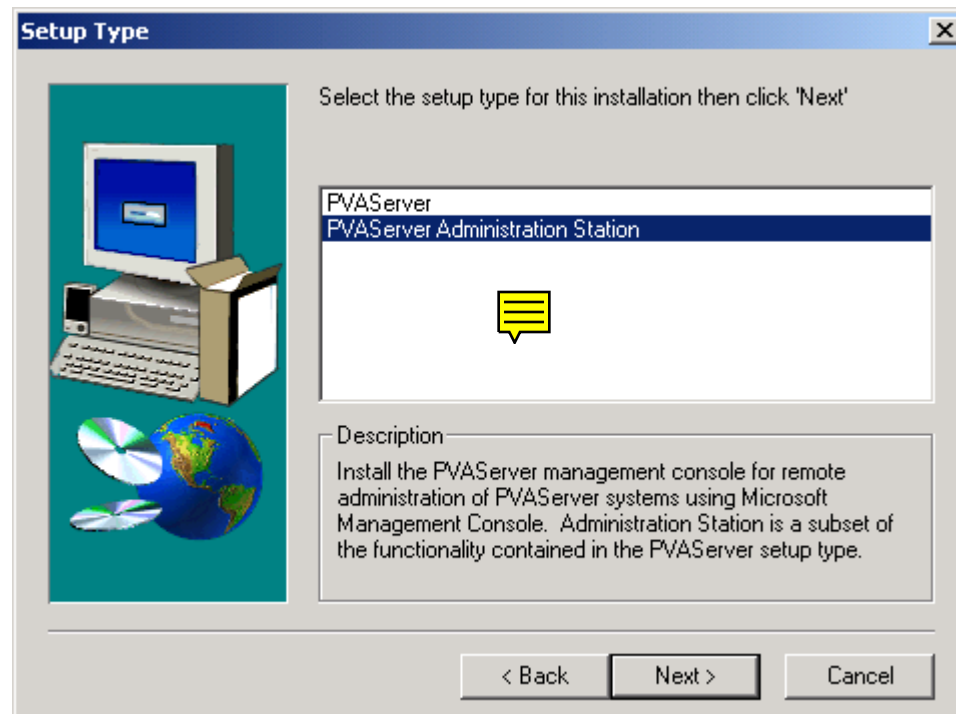 Setup Type
Select the setup type for this installation then click 'Next'
PVAServer
PVAServer Administration Station
Description
Install the PVAServer management console for remote
administration of PVAServer systems using Microsoft
Management Console.  Administration Station is a subset of
the functionality contained in the PVAServer setup type.
< Back
Next >
Cancel